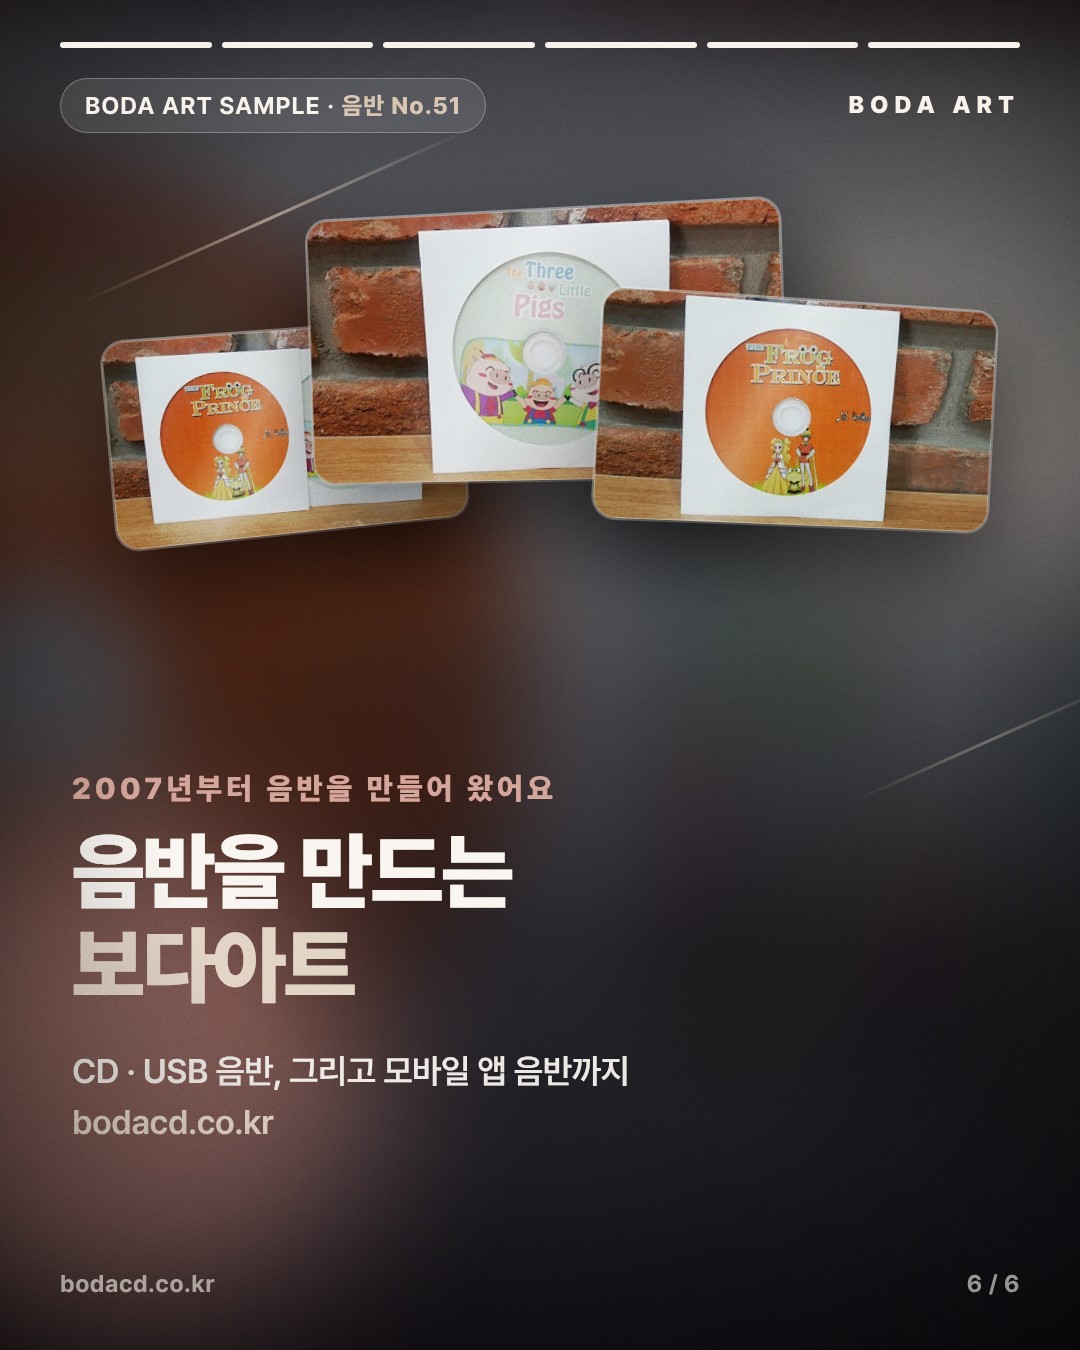 BODA ART SAMPLE · 음반 No.51
BODA ART
The Three
Little
Pigs
THE FROG
PRINCE
THE FROG
PRINCE
2007년부터 음반을 만들어 왔어요
음반을 만드는
보다아트
CD · USB 음반, 그리고 모바일 앱 음반까지
bodacd.co.kr
bodacd.co.kr
6 / 6